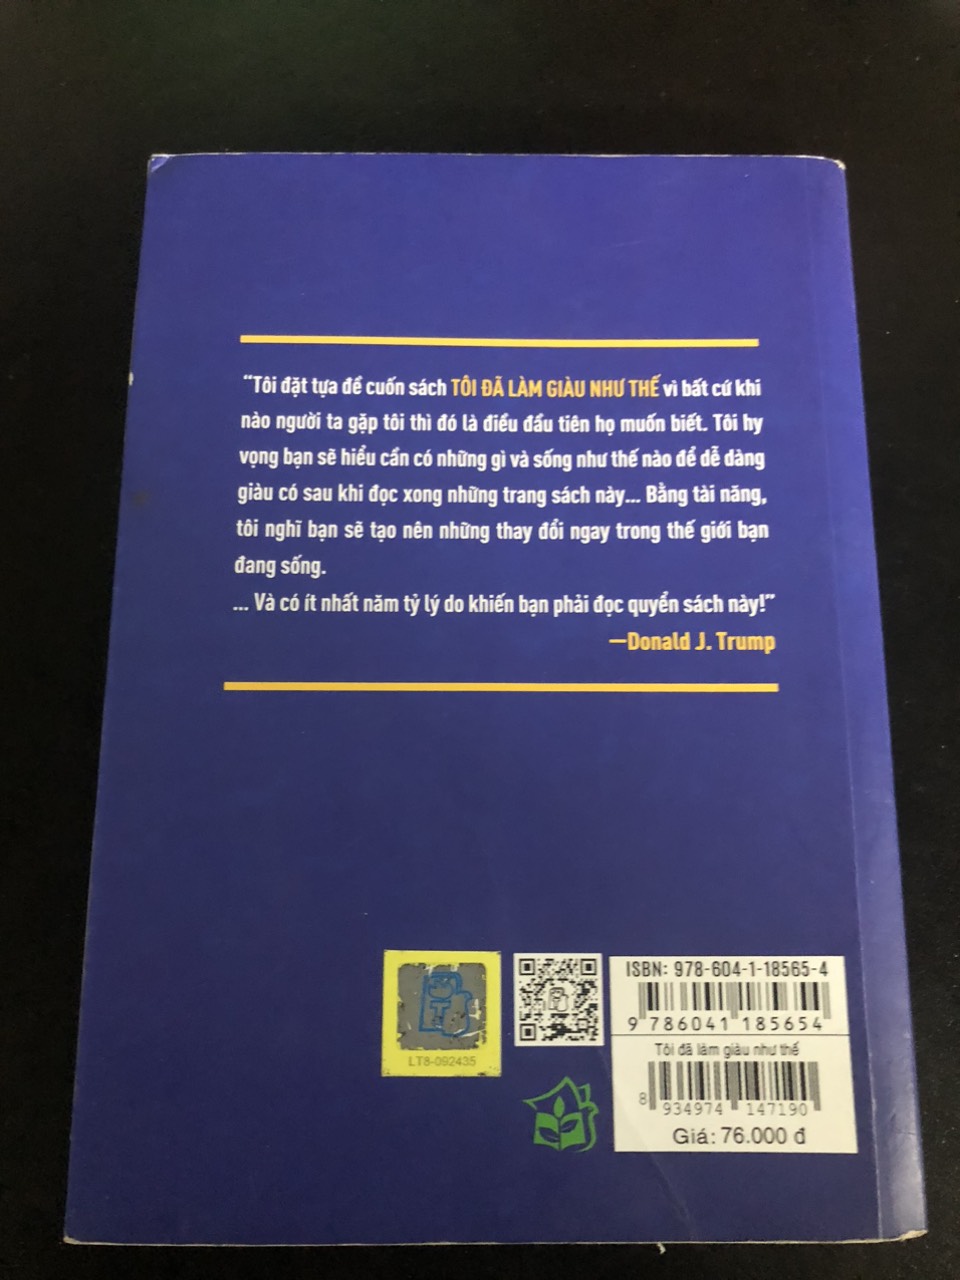 “Tôi đặt tựa đề cuốn sách TÔI ĐÃ LÀM GIÀU NHƯ THẾ vì bất cứ khi
nào người ta gặp tôi thì đó là điều đầu tiên họ muốn biết. Tôi hy
vọng bạn sẽ hiểu cần có những gì và sống như thế nào để dễ dàng
giàu có sau khi đọc xong những trang sách này... Bằng tài năng,
tôi nghĩ bạn sẽ tạo nên những thay đổi ngay trong thế giới bạn
đang sống.
... Và có ít nhất năm tỷ lý do khiến bạn phải đọc quyển sách này!”
—Donald J. Trump
LT8-092435
ISBN: 978-604-1-18565-4
9 786041 185654
Tôi đã làm giàu như thế
8 934974 147190
Giá: 76.000 đ